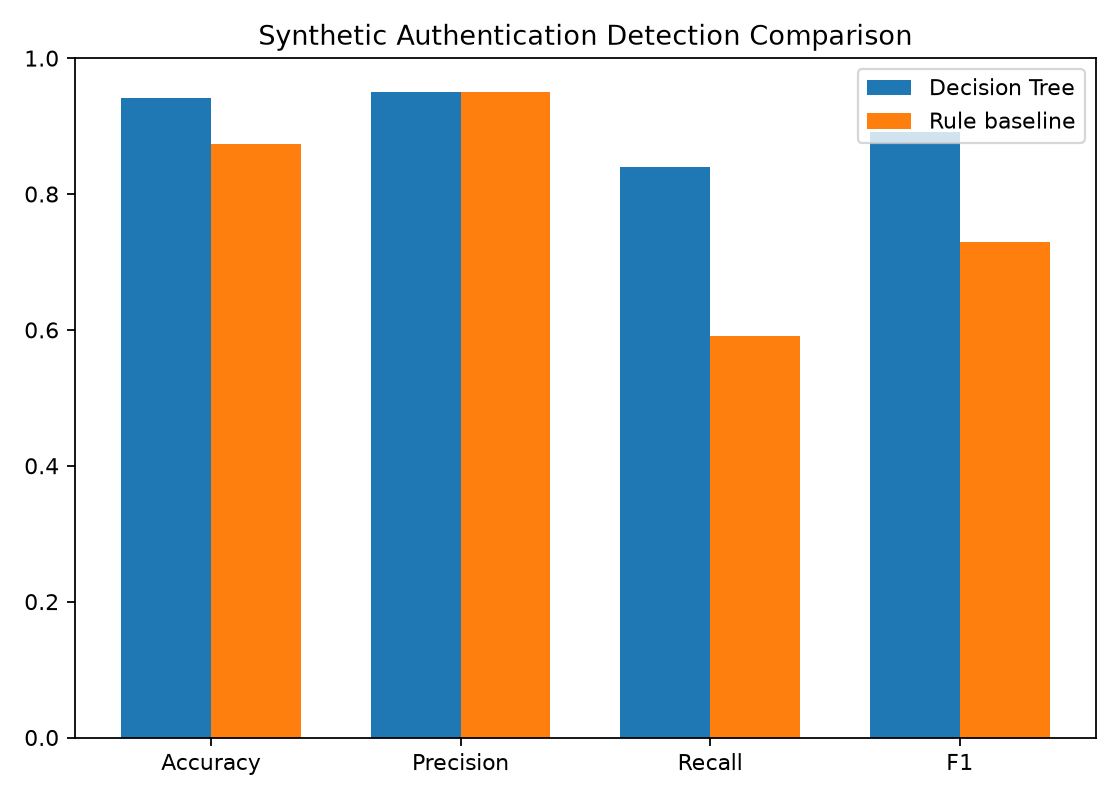 Synthetic Authentication Detection Comparison
1.0
0.8
0.6
0.4
0.2
0.0
Decision Tree
Rule baseline
Accuracy
Precision
Recall
F1